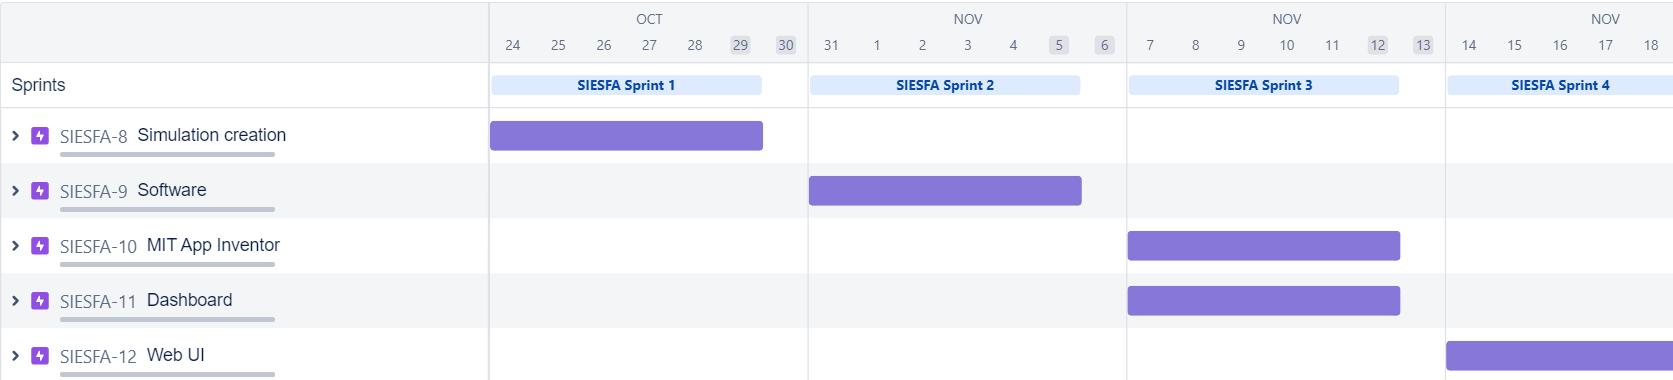 OCT NOV NOV NOV
24 25 26 27 28 29 30 31 1 2 3 4 5 6 7 8 9 10 11 12 13 14 15 16 17 18
Sprints SIESFA Sprint 1 SIESFA Sprint 2 SIESFA Sprint 3 SIESFA Sprint 4
SIESFA-8 Simulation creation
SIESFA-9 Software
SIESFA-10 MIT App Inventor
SIESFA-11 Dashboard
SIESFA-12 Web UI